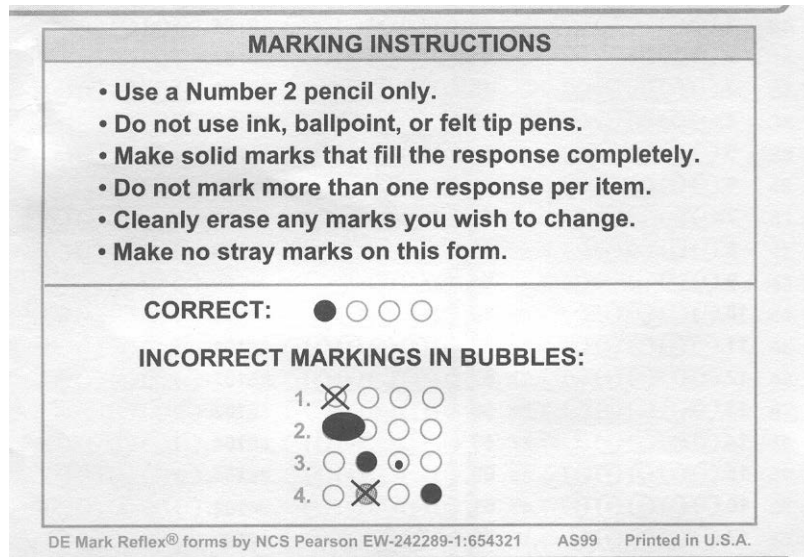 MARKING INSTRUCTIONS
• Use a Number 2 pencil only.
• Do not use ink, ballpoint, or felt tip pens.
• Make solid marks that fill the response completely.
• Do not mark more than one response per item.
• Cleanly erase any marks you wish to change.
• Make no stray marks on this form.
CORRECT:
INCORRECT MARKINGS IN BUBBLES:
1.
2.
3.
4.
DE Mark Reflex® forms by NCS Pearson EW-242289-1:654321 AS99 Printed in U.S.A.